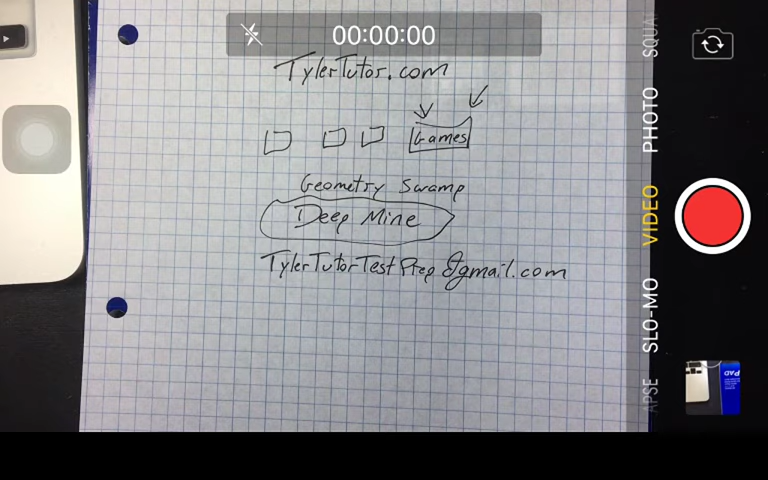 00:00:00
TylerTutor.com
Games
Geometry Swamp
Deep Mine
TylerTutorTestPrep@gmail.com
SQUA
PHOTO
VIDEO
SLO-MO
APSE
PAD